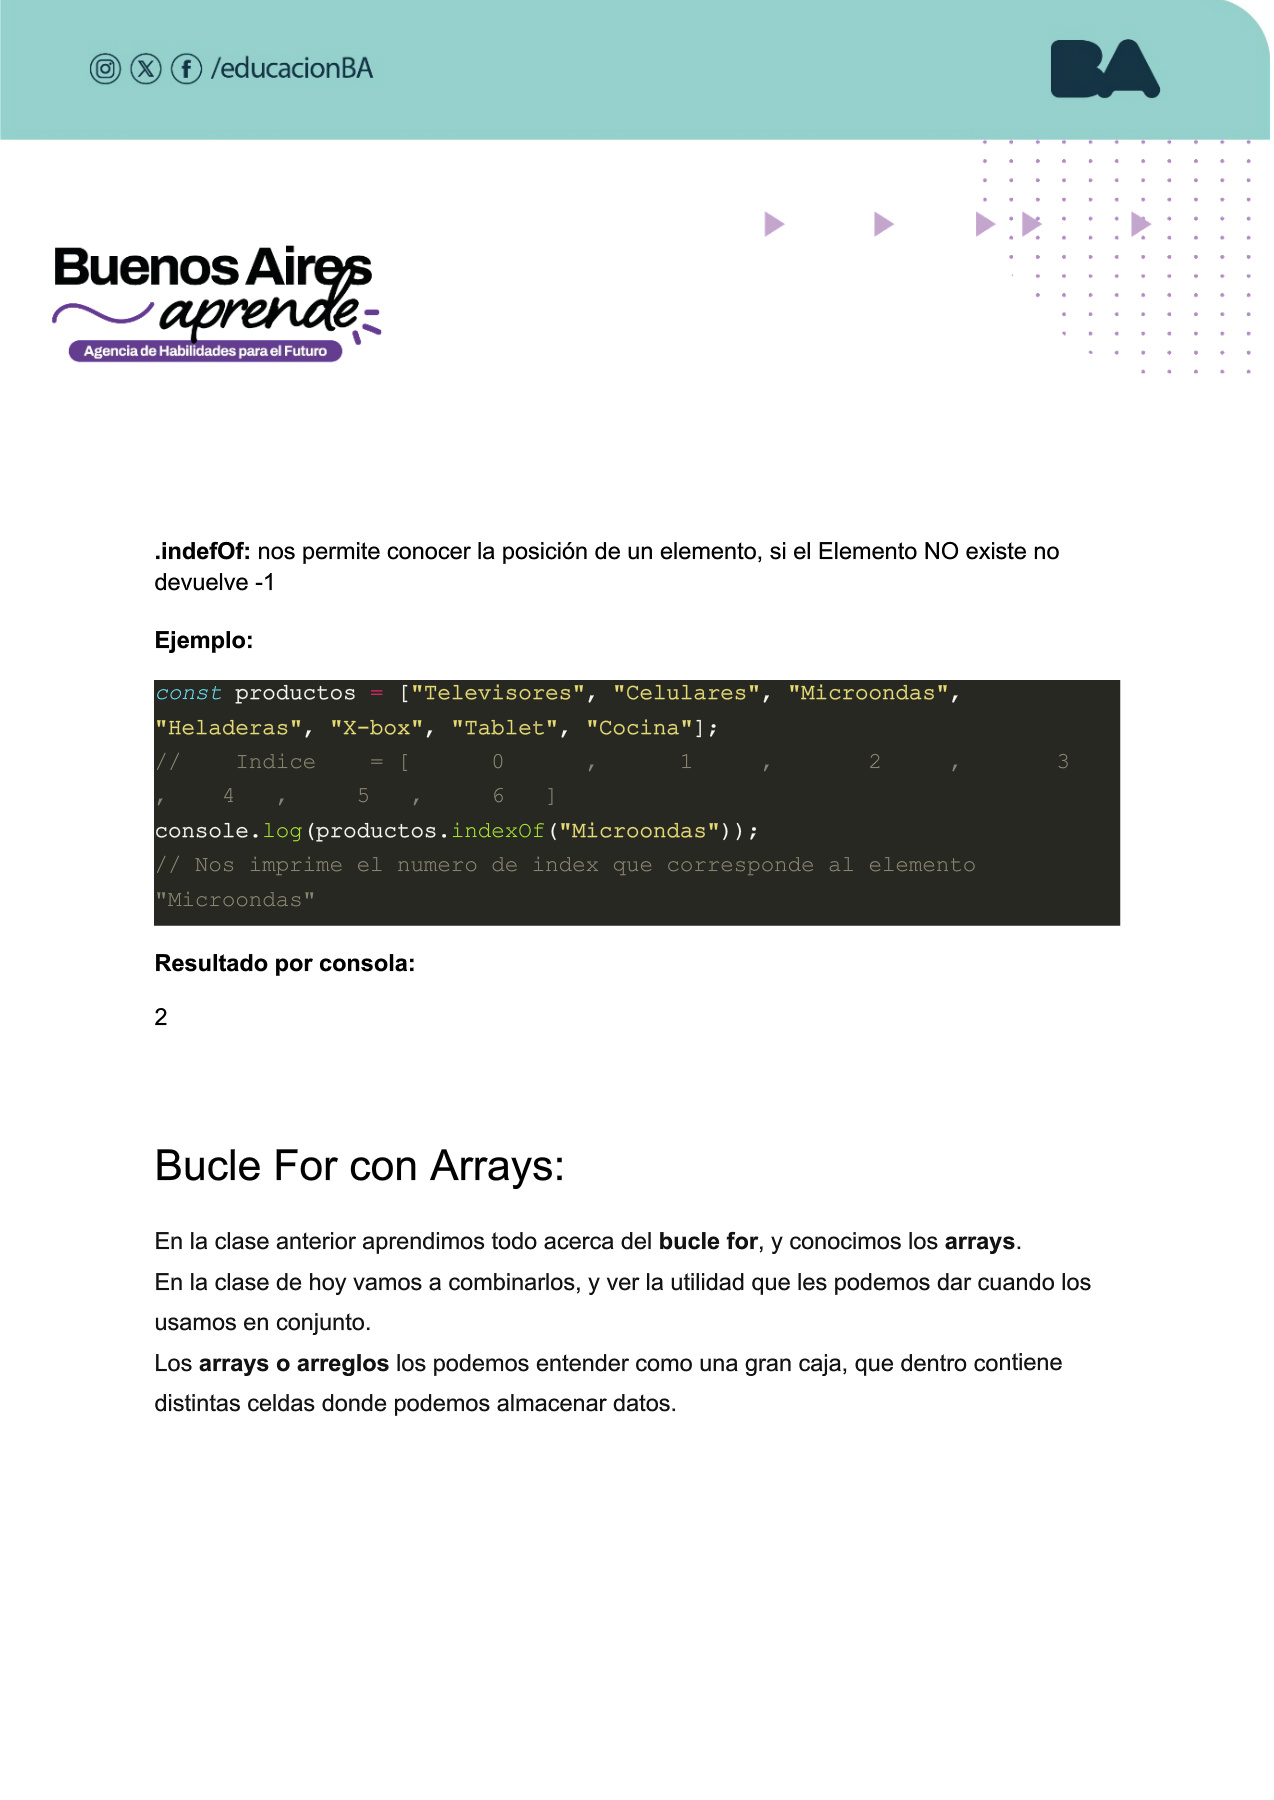 /educacionBA
BA
Buenos Aires
aprende
Agencia de Habilidades para el Futuro
.indefOf: nos permite conocer la posición de un elemento, si el Elemento NO existe no
devuelve -1
Ejemplo:
const productos = ["Televisores", "Celulares", "Microondas",
"Heladeras", "X-box", "Tablet", "Cocina"];
//    Indice    = [      0      ,      1     ,       2     ,       3
,    4   ,     5   ,     6   ]
console.log(productos.indexOf("Microondas"));
// Nos imprime el numero de index que corresponde al elemento
"Microondas"
Resultado por consola:
2
Bucle For con Arrays:
En la clase anterior aprendimos todo acerca del bucle for, y conocimos los arrays.
En la clase de hoy vamos a combinarlos, y ver la utilidad que les podemos dar cuando los
usamos en conjunto.
Los arrays o arreglos los podemos entender como una gran caja, que dentro contiene
distintas celdas donde podemos almacenar datos.